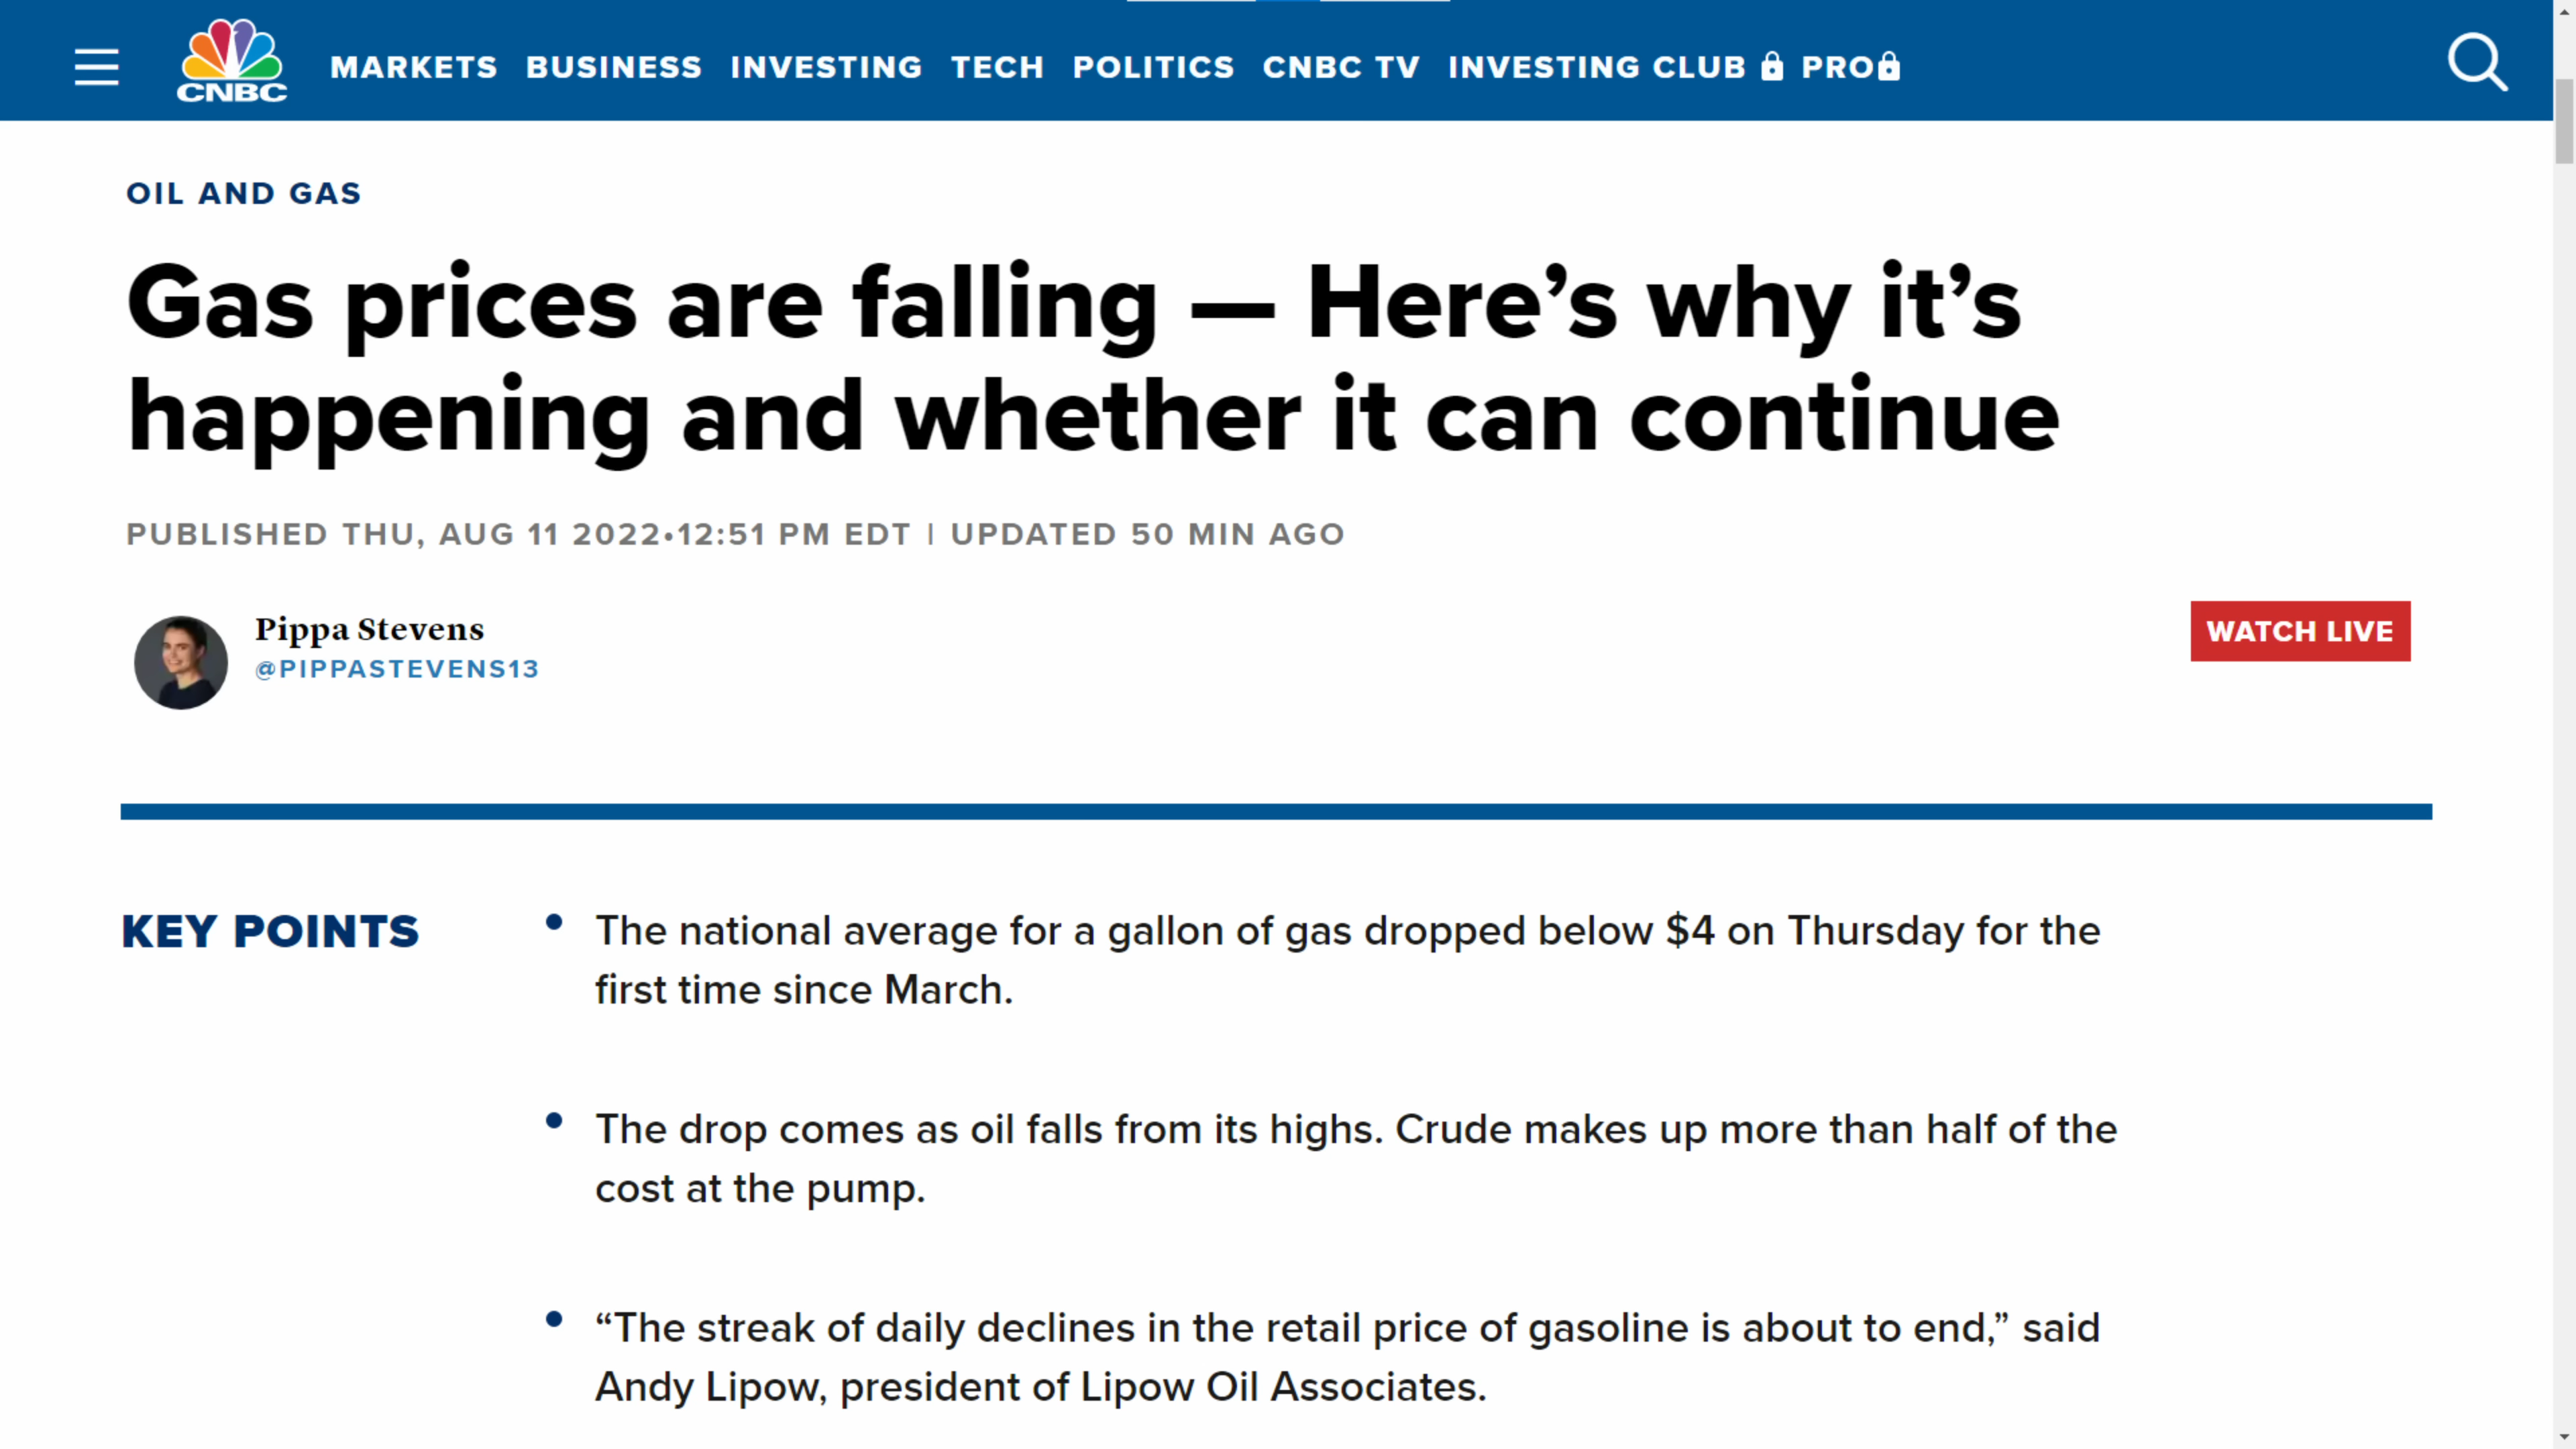 CNBC
MARKETS BUSINESS INVESTING TECH POLITICS CNBC TV INVESTING CLUB PRO
OIL AND GAS
Gas prices are falling — Here’s why it’s
happening and whether it can continue
PUBLISHED THU, AUG 11 2022•12:51 PM EDT | UPDATED 50 MIN AGO
Pippa Stevens
@PIPPASTEVENS13
WATCH LIVE
KEY POINTS
• The national average for a gallon of gas dropped below $4 on Thursday for the
first time since March.
• The drop comes as oil falls from its highs. Crude makes up more than half of the
cost at the pump.
• “The streak of daily declines in the retail price of gasoline is about to end,” said
Andy Lipow, president of Lipow Oil Associates.